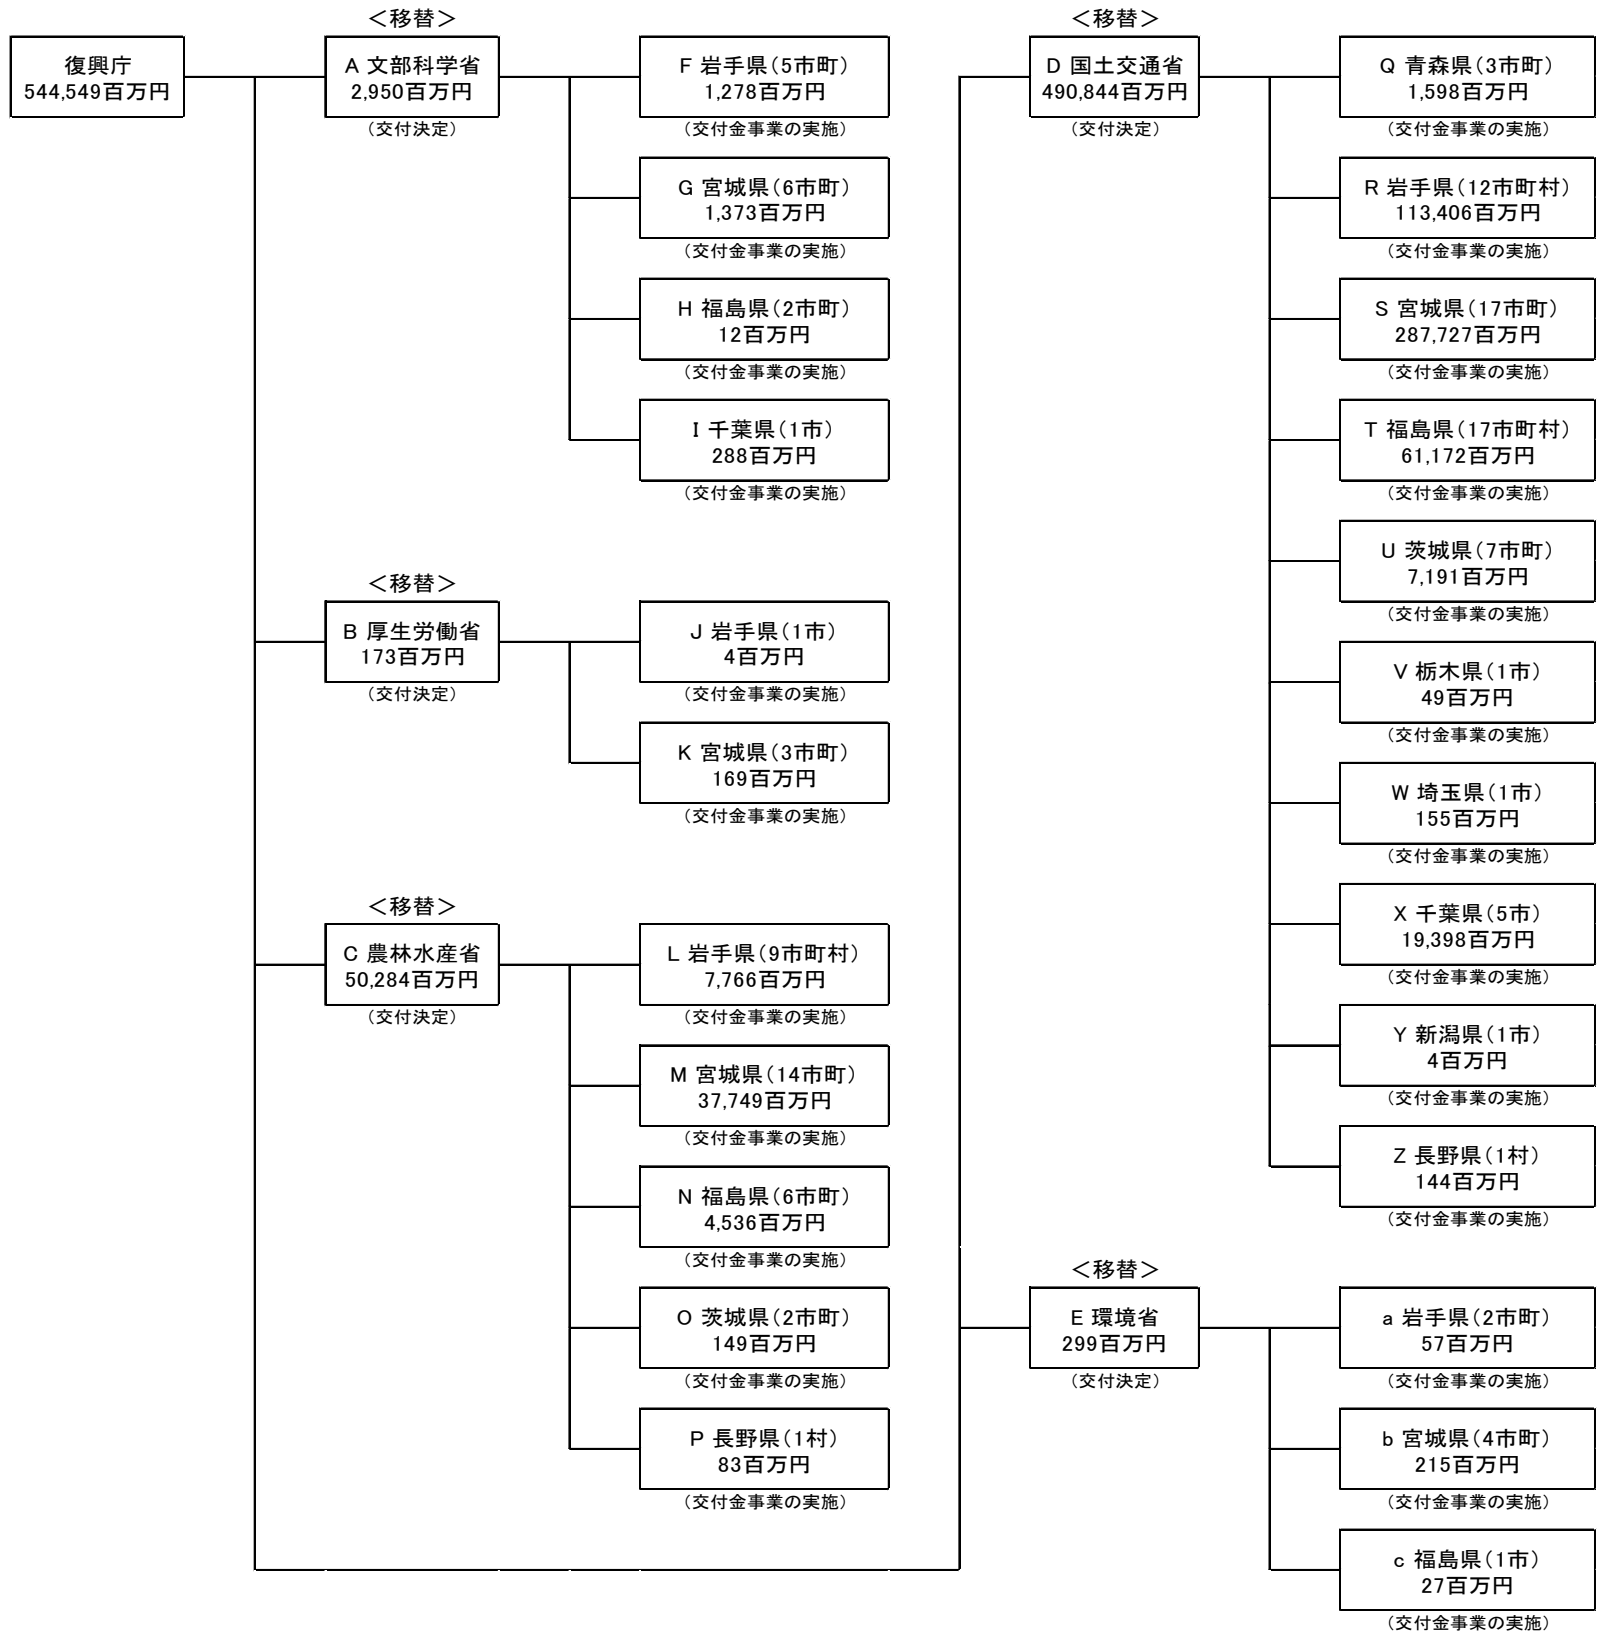 復興庁
544,549百万円
＜移替＞
A 文部科学省
2,950百万円
（交付決定）
F 岩手県（5市町）
1,278百万円
（交付金事業の実施）
G 宮城県（6市町）
1,373百万円
（交付金事業の実施）
H 福島県（2市町）
12百万円
（交付金事業の実施）
I 千葉県（1市）
288百万円
（交付金事業の実施）
＜移替＞
B 厚生労働省
173百万円
（交付決定）
J 岩手県（1市）
4百万円
（交付金事業の実施）
K 宮城県（3市町）
169百万円
（交付金事業の実施）
＜移替＞
C 農林水産省
50,284百万円
（交付決定）
L 岩手県（9市町村）
7,766百万円
（交付金事業の実施）
M 宮城県（14市町）
37,749百万円
（交付金事業の実施）
N 福島県（6市町）
4,536百万円
（交付金事業の実施）
O 茨城県（2市町）
149百万円
（交付金事業の実施）
P 長野県（1村）
83百万円
（交付金事業の実施）
＜移替＞
D 国土交通省
490,844百万円
（交付決定）
Q 青森県（3市町）
1,598百万円
（交付金事業の実施）
R 岩手県（12市町村）
113,406百万円
（交付金事業の実施）
S 宮城県（17市町）
287,727百万円
（交付金事業の実施）
T 福島県（17市町村）
61,172百万円
（交付金事業の実施）
U 茨城県（7市町）
7,191百万円
（交付金事業の実施）
V 栃木県（1市）
49百万円
（交付金事業の実施）
W 埼玉県（1市）
155百万円
（交付金事業の実施）
X 千葉県（5市）
19,398百万円
（交付金事業の実施）
Y 新潟県（1市）
4百万円
（交付金事業の実施）
Z 長野県（1村）
144百万円
（交付金事業の実施）
＜移替＞
E 環境省
299百万円
（交付決定）
a 岩手県（2市町）
57百万円
（交付金事業の実施）
b 宮城県（4市町）
215百万円
（交付金事業の実施）
c 福島県（1市）
27百万円
（交付金事業の実施）